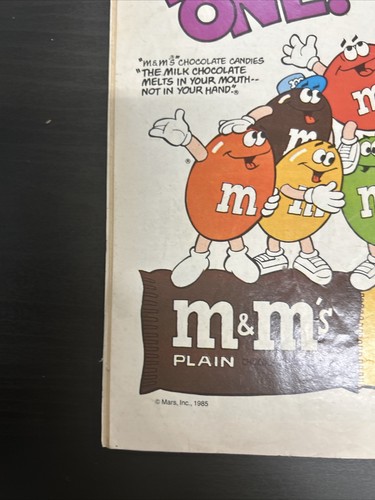 ONE!
"m&m's"® CHOCOLATE CANDIES
"THE MILK CHOCOLATE
MELTS IN YOUR MOUTH--
NOT IN YOUR HAND."®
m
m
m
m
m
®
m&m's
PLAIN
© Mars, Inc., 1985